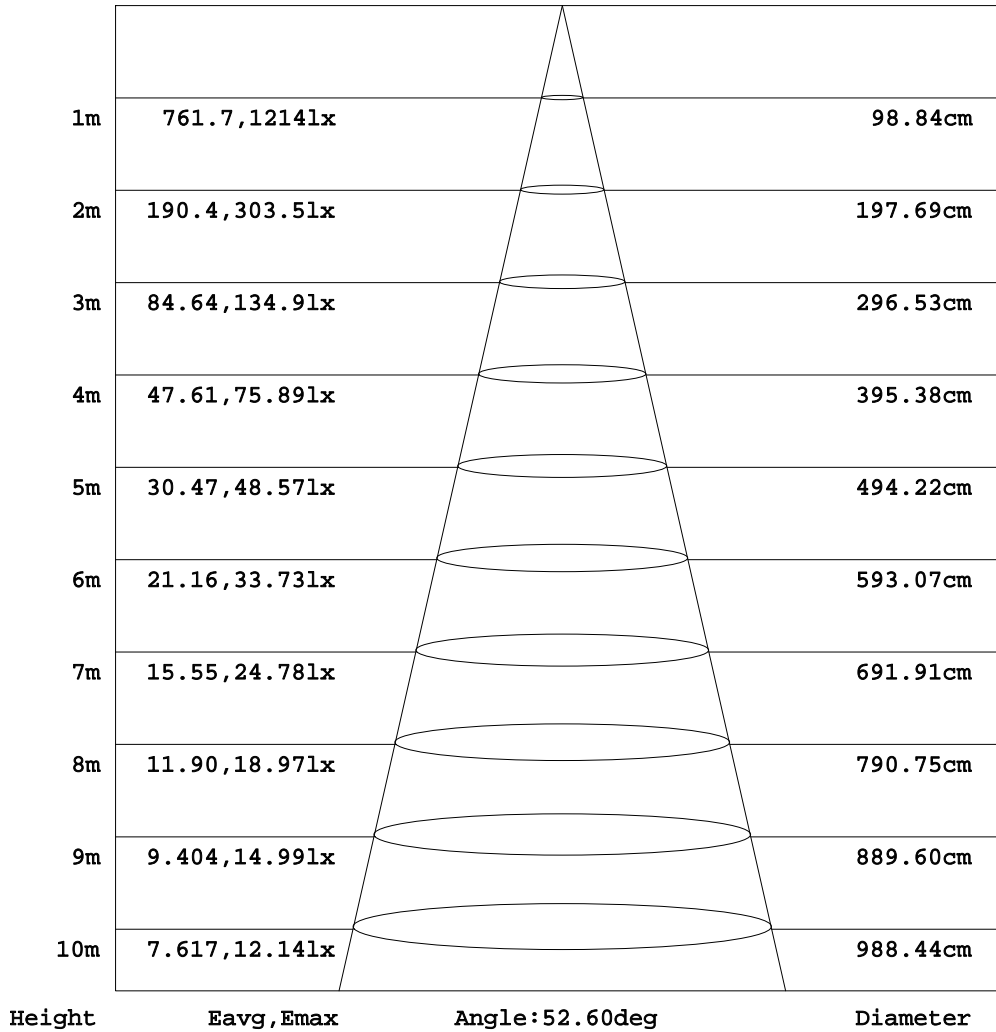 1m 761.7,1214lx 98.84cm
2m 190.4,303.5lx 197.69cm
3m 84.64,134.9lx 296.53cm
4m 47.61,75.89lx 395.38cm
5m 30.47,48.57lx 494.22cm
6m 21.16,33.73lx 593.07cm
7m 15.55,24.78lx 691.91cm
8m 11.90,18.97lx 790.75cm
9m 9.404,14.99lx 889.60cm
10m 7.617,12.14lx 988.44cm
Height Eavg,Emax Angle:52.60deg Diameter